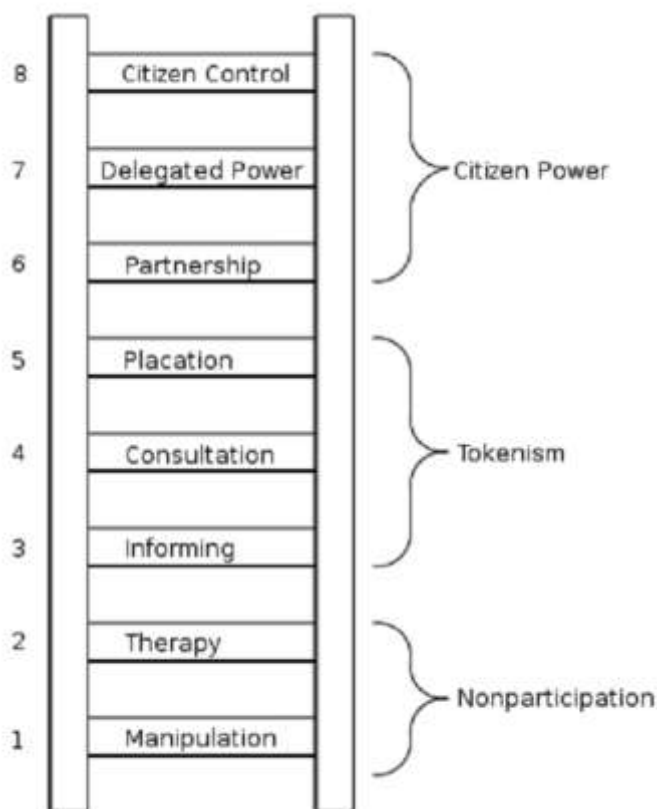 8 Citizen Control
7 Delegated Power
Citizen Power
6 Partnership
5 Placation
4 Consultation
Tokenism
3 Informing
2 Therapy
Nonparticipation
1 Manipulation